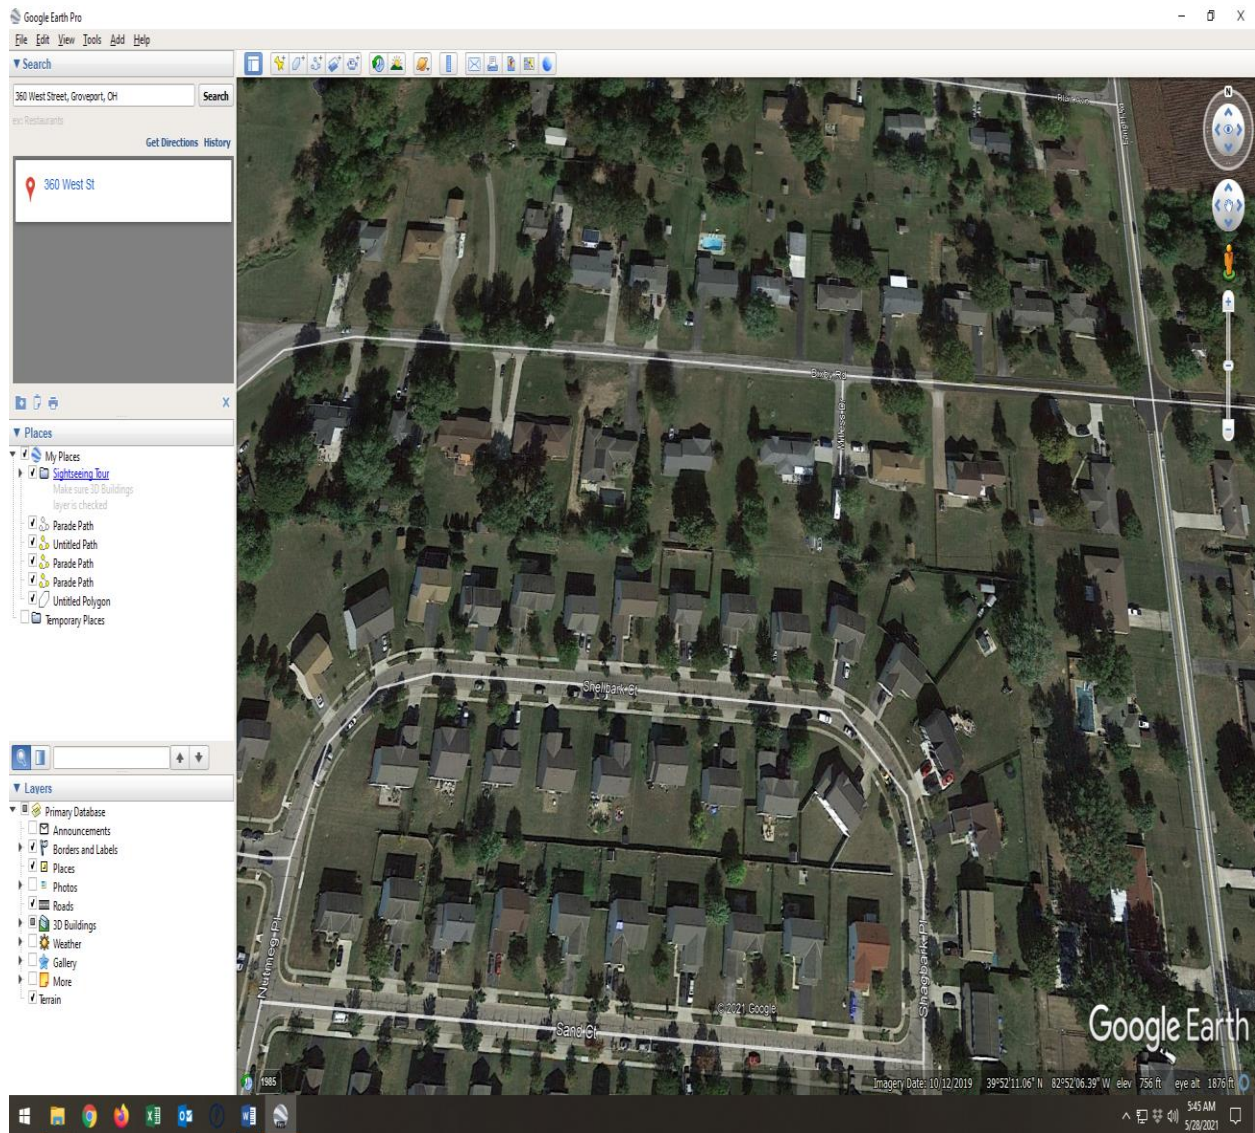 Google Earth Pro
File Edit View Tools Add Help
Search
360 West Street, Groveport, OH Search
ex: Restaurants
Get Directions History
360 West St
Places
My Places
Sightseeing Tour
Make sure 3D Buildings
layer is checked
Parade Path
Untitled Path
Parade Path
Parade Path
Untitled Polygon
Temporary Places
Layers
Primary Database
Announcements
Borders and Labels
Places
Photos
Roads
3D Buildings
Weather
Gallery
More
Terrain
N
Bixby Rd
Shellbark Ct
Nutmeg Pl
Shagbark Pl
Sand Ct
© 2021 Google
Google Earth
1985
Imagery Date: 10/12/2019 39°52'11.06" N 82°52'06.39" W elev 756 ft eye alt 1876 ft
5:45 AM
5/28/2021